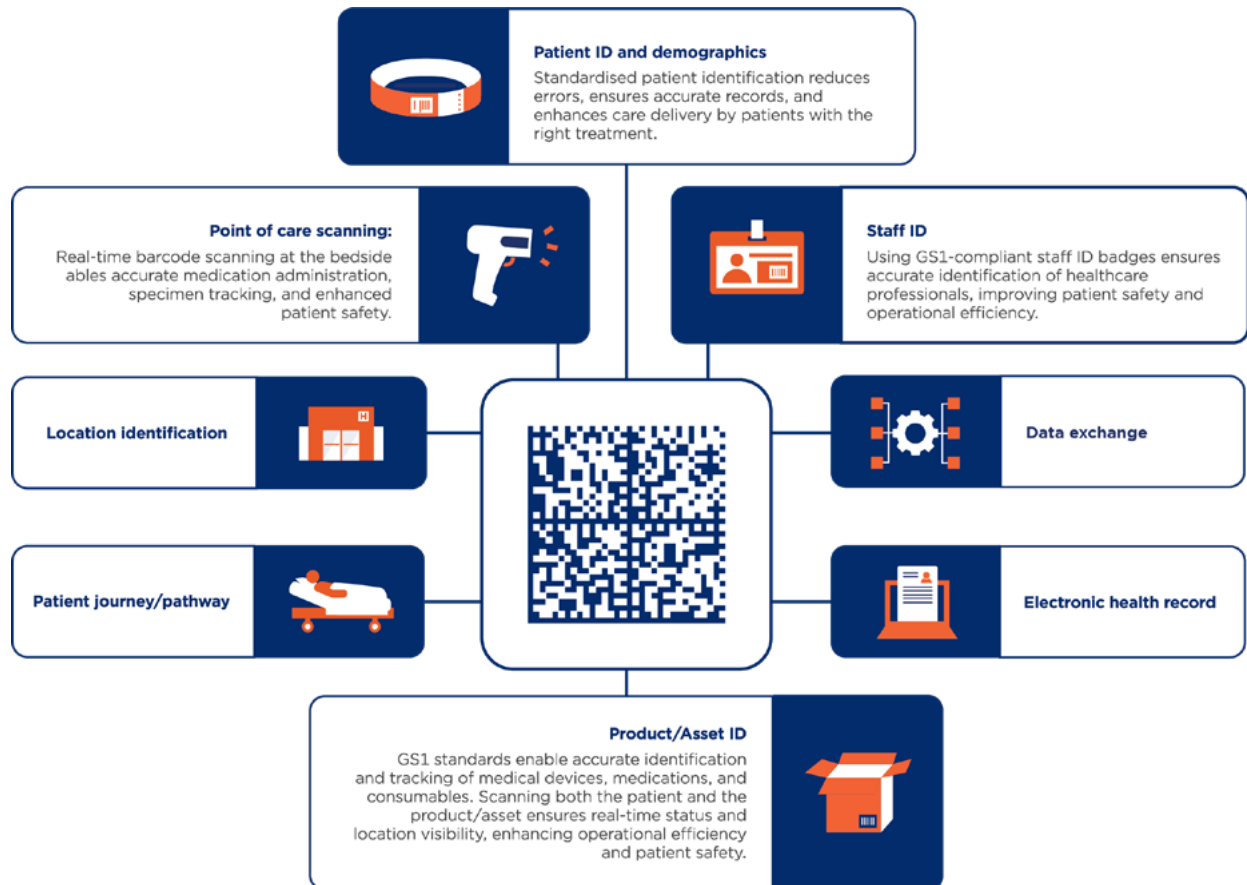 Patient ID and demographics
Standardised patient identification reduces
errors, ensures accurate records, and
enhances care delivery by patients with the
right treatment.
Point of care scanning:
Real-time barcode scanning at the bedside
ables accurate medication administration,
specimen tracking, and enhanced
patient safety.
Staff ID
Using GS1-compliant staff ID badges ensures
accurate identification of healthcare
professionals, improving patient safety and
operational efficiency.
Location identification
H
Data exchange
Patient journey/pathway
Electronic health record
Product/Asset ID
GS1 standards enable accurate identification
and tracking of medical devices, medications, and
consumables. Scanning both the patient and the
product/asset ensures real-time status and
location visibility, enhancing operational efficiency
and patient safety.